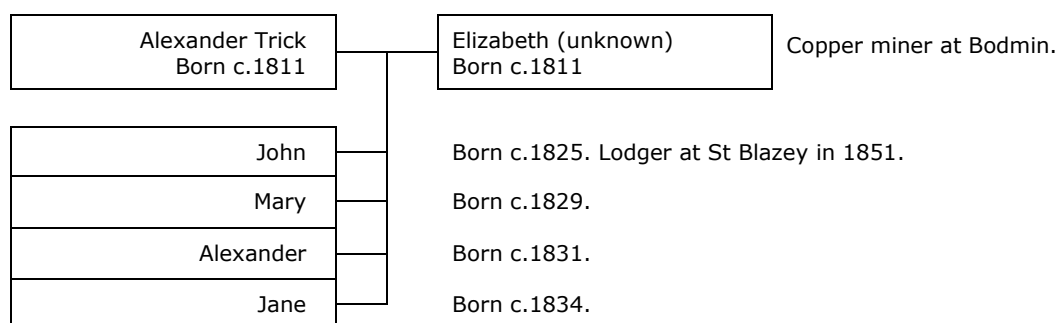 Alexander Trick
Born c.1811
Elizabeth (unknown)
Born c.1811
Copper miner at Bodmin.
John
Born c.1825. Lodger at St Blazey in 1851.
Mary
Born c.1829.
Alexander
Born c.1831.
Jane
Born c.1834.